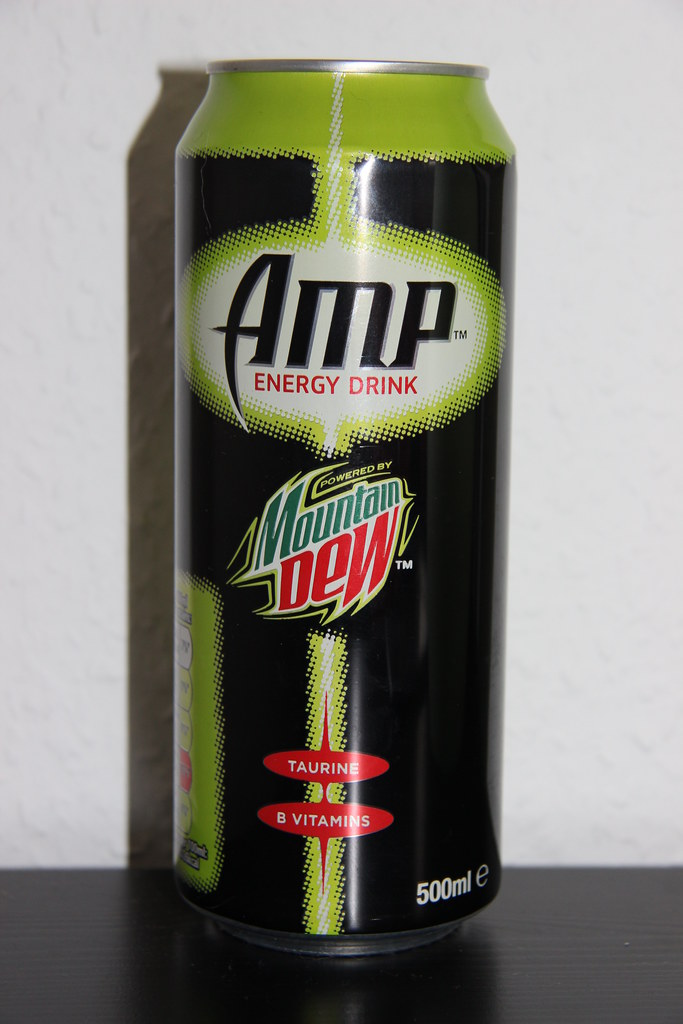 Amp™
ENERGY DRINK
POWERED BY
Mountain
Dew™
TAURINE
B VITAMINS
500ml ℮